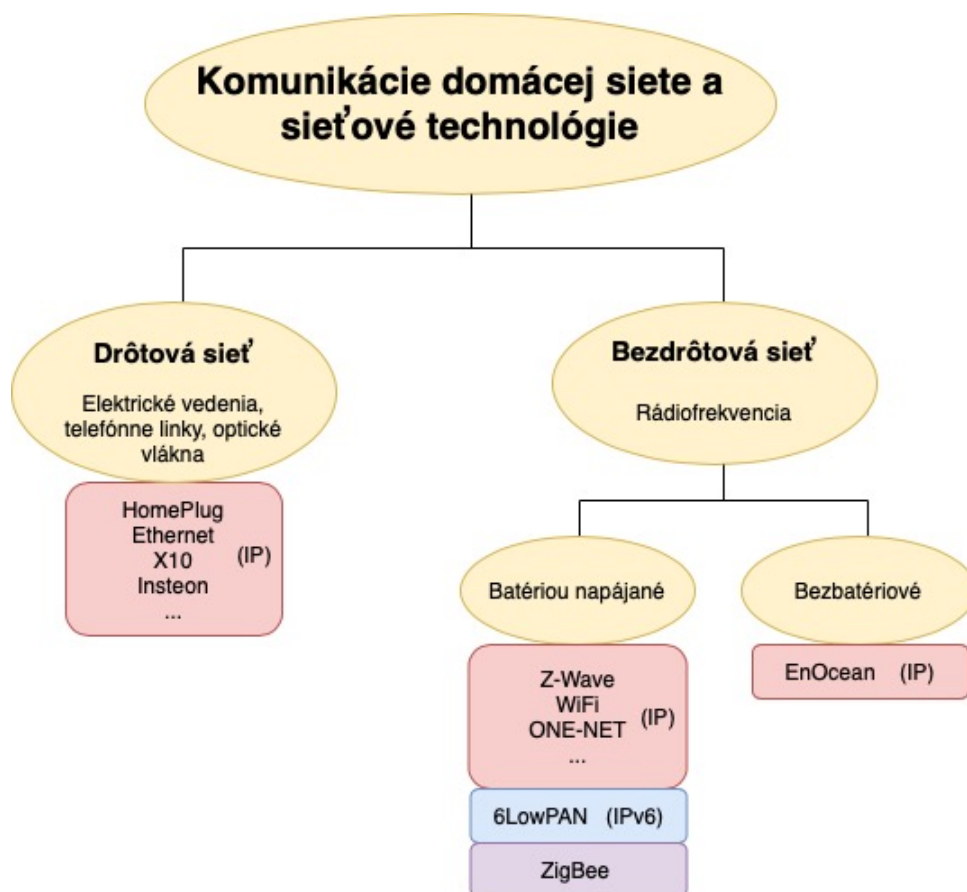 Komunikácie domácej siete a
sieťové technológie
Drôtová sieť
Elektrické vedenia,
telefónne linky, optické
vlákna
HomePlug
Ethernet
X10
(IP)
Insteon
...
Bezdrôtová sieť
Rádiofrekvencia
Batériou napájané
Z-Wave
WiFi
ONE-NET
(IP)
...
6LowPAN (IPv6)
ZigBee
Bezbatériové
EnOcean (IP)